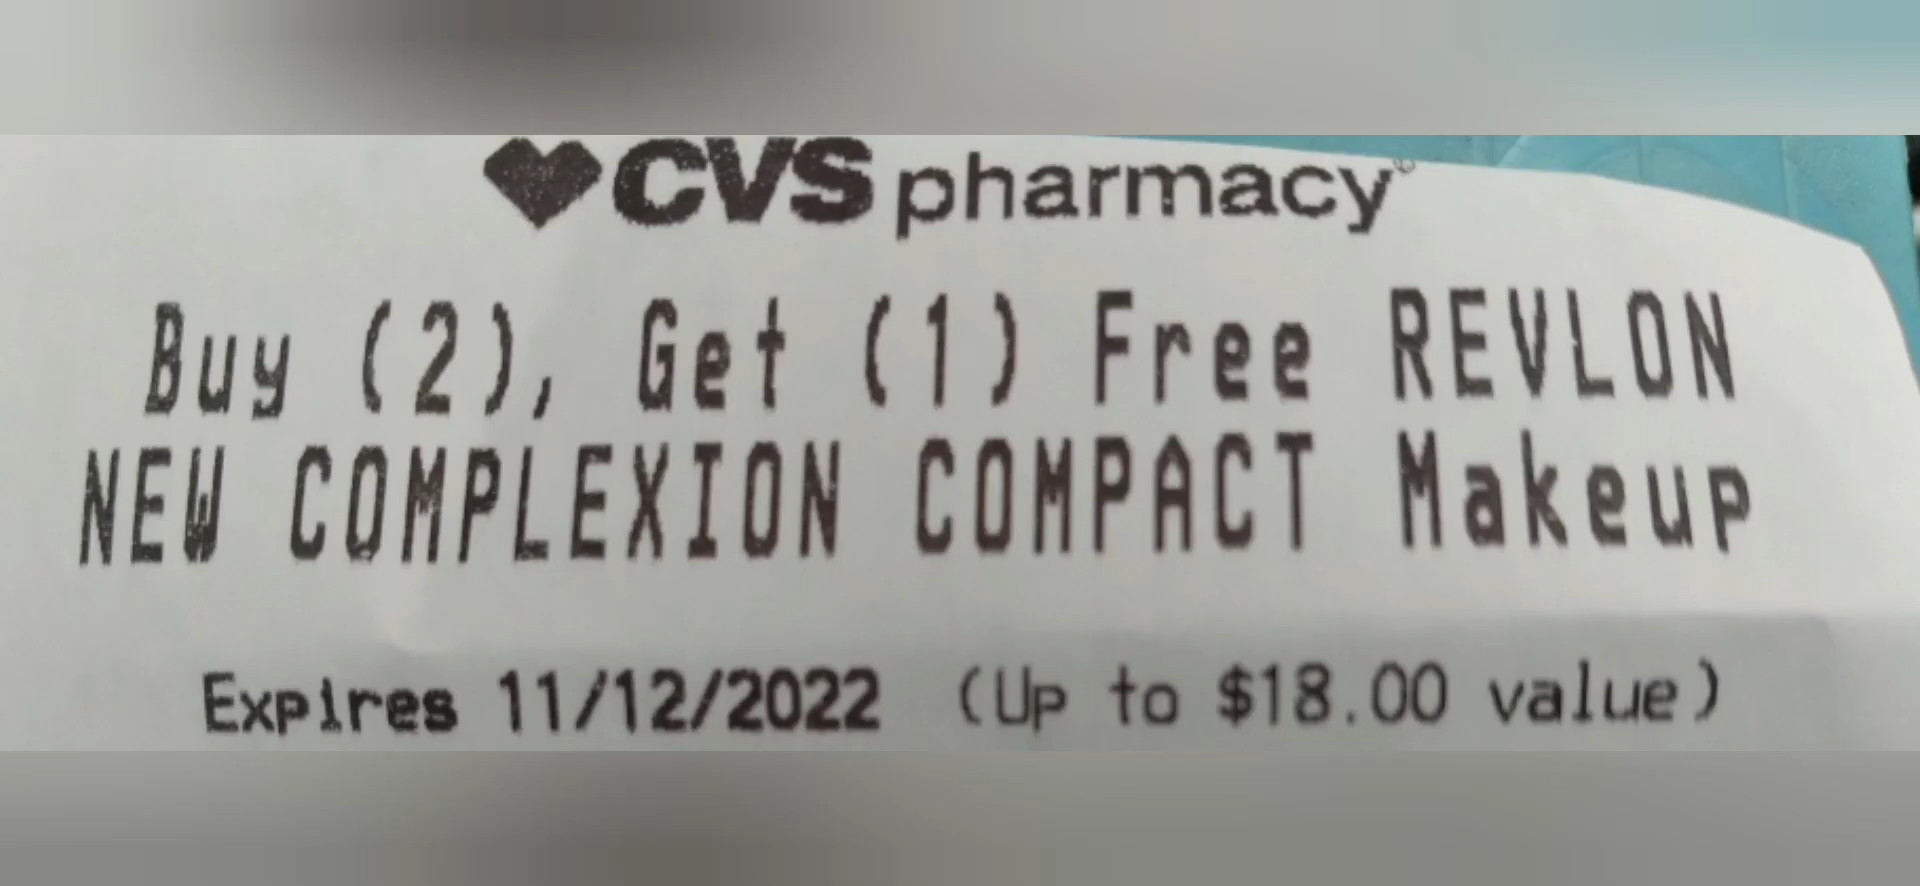 CVS pharmacy®
Buy (2), Get (1) Free REVLON
NEW COMPLEXION COMPACT Makeup
Expires 11/12/2022 (Up to $18.00 value)